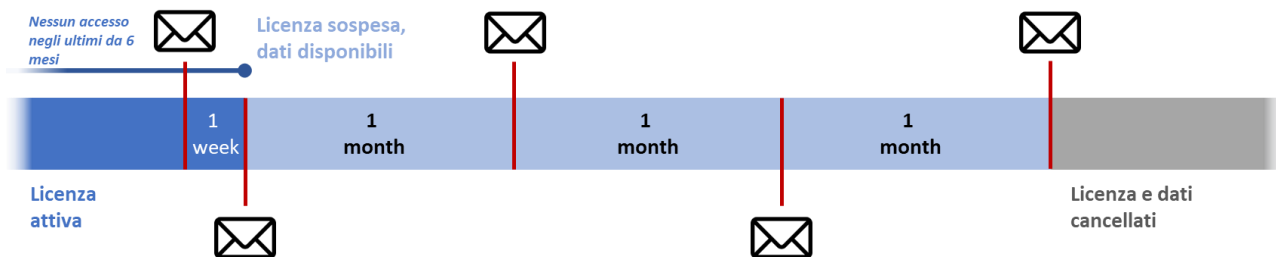 Nessun accesso
negli ultimi da 6
mesi
Licenza sospesa,
dati disponibili
1
week
1
month
1
month
1
month
Licenza
attiva
Licenza e dati
cancellati